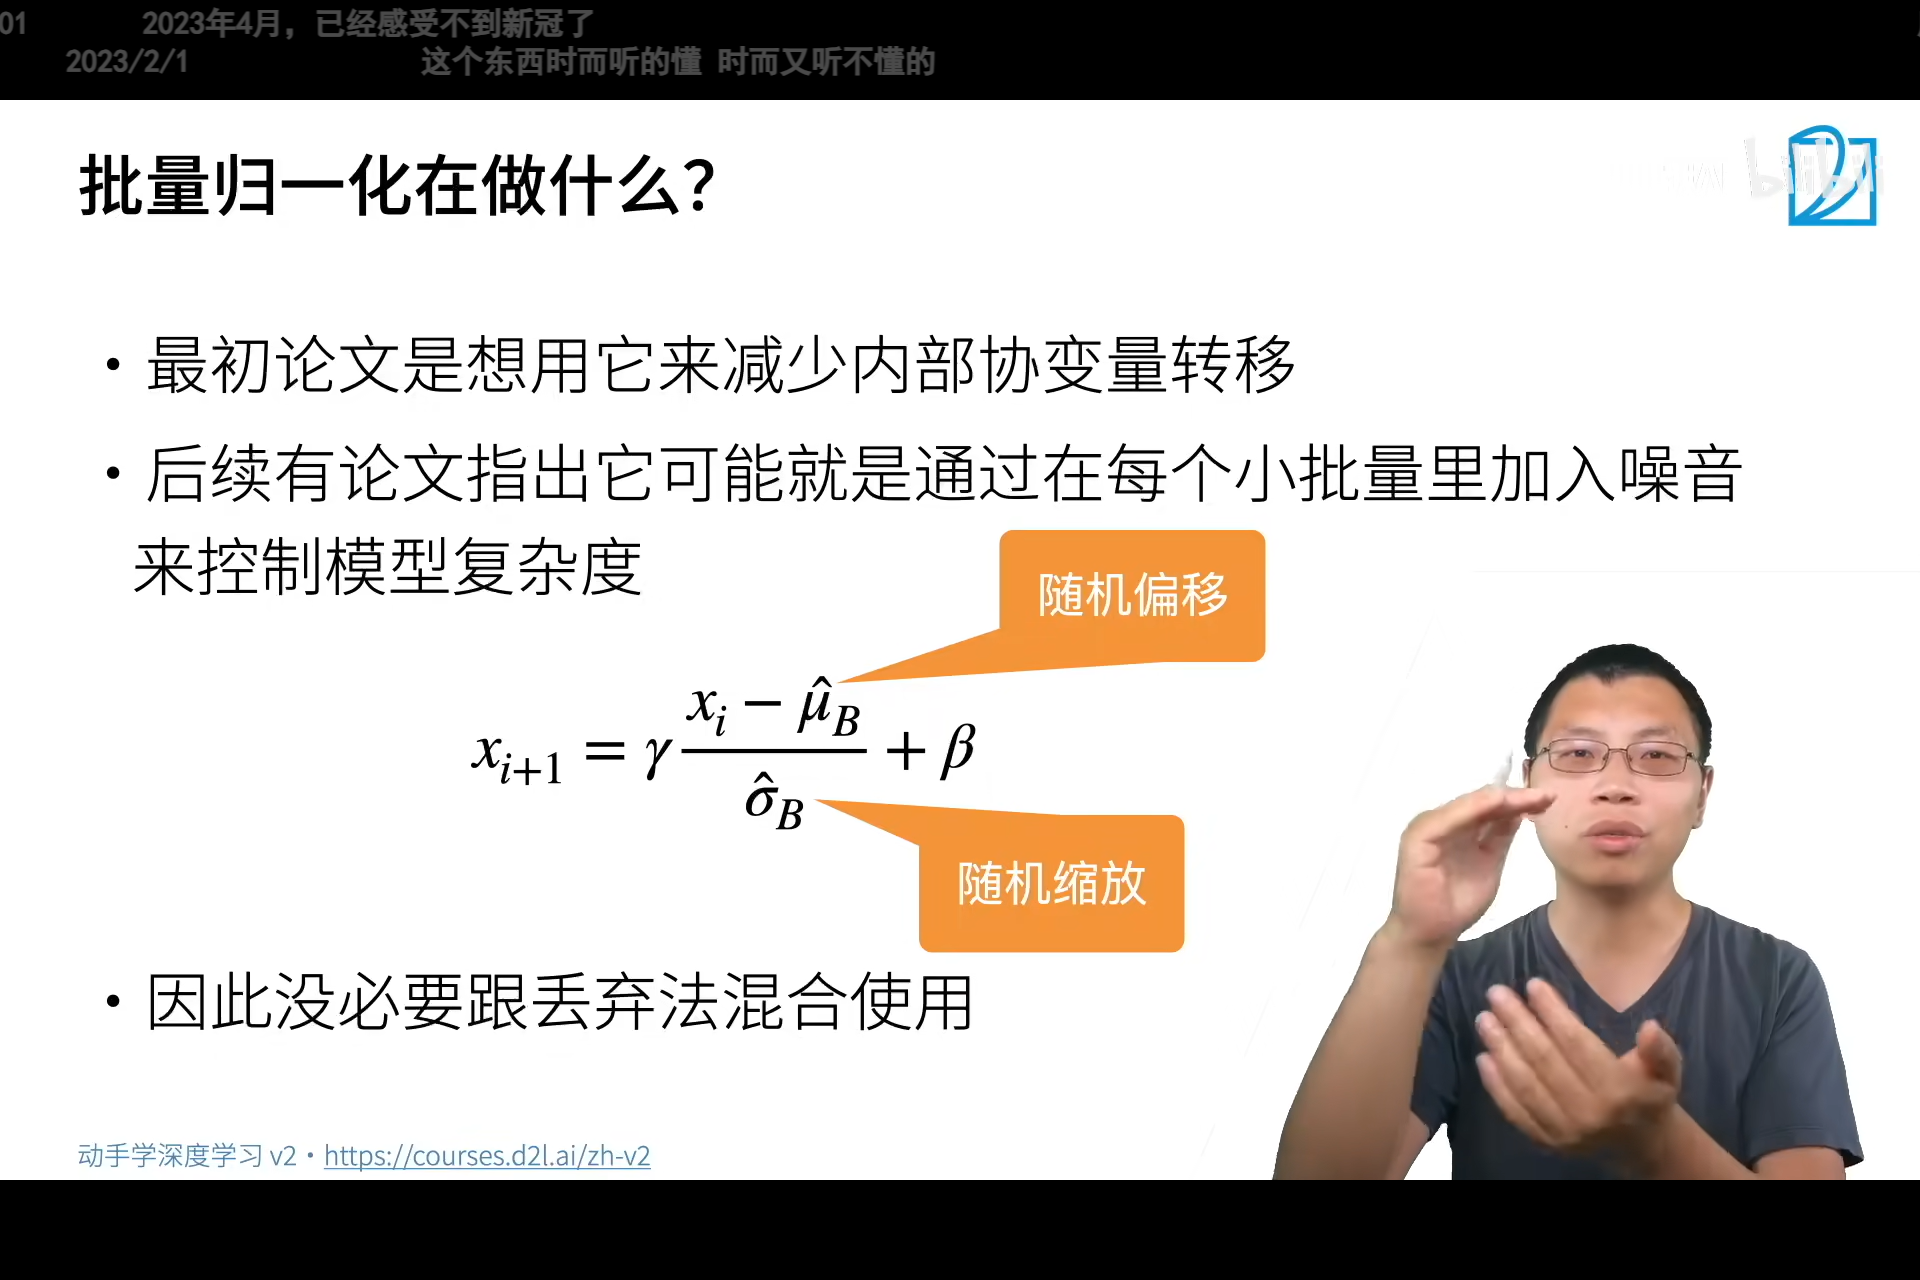 01 2023年4月，已经感受不到新冠了
2023/2/1 这个东西时而听的懂 时而又听不懂的
批量归一化在做什么？
bilibili
• 最初论文是想用它来减少内部协变量转移
• 后续有论文指出它可能就是通过在每个小批量里加入噪音
来控制模型复杂度
随机偏移
x_{i+1} = γ \frac{x_i − \hat{μ}_B}{\hat{σ}_B} + β
随机缩放
• 因此没必要跟丢弃法混合使用
动手学深度学习 v2 • https://courses.d2l.ai/zh-v2